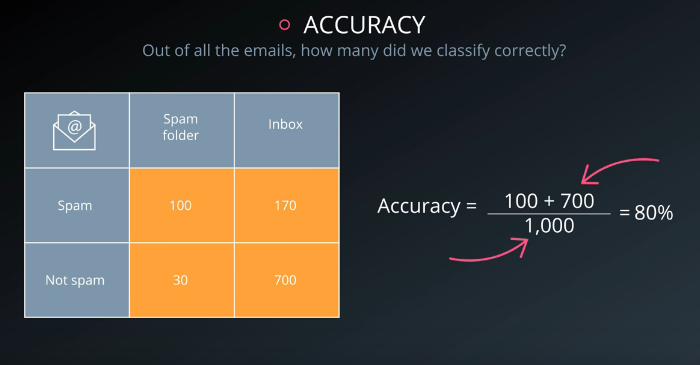 ACCURACY
Out of all the emails, how many did we classify correctly?
@
Spam
folder
Inbox
Spam
100
170
Not spam
30
700
Accuracy =
100 + 700
1,000
= 80%